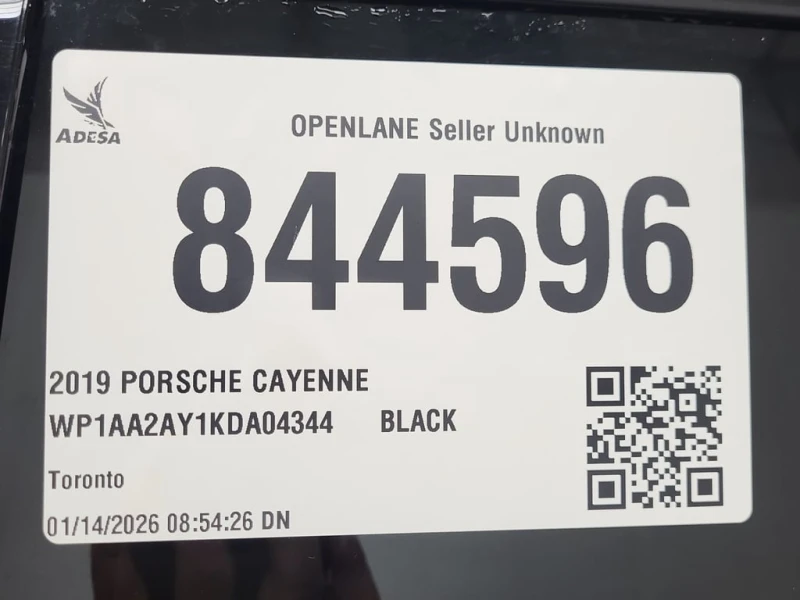 ADESA
OPENLANE Seller Unknown
844596
2019 PORSCHE CAYENNE
WP1AA2AY1KDA04344 BLACK
Toronto
01/14/2026 08:54:26 DN